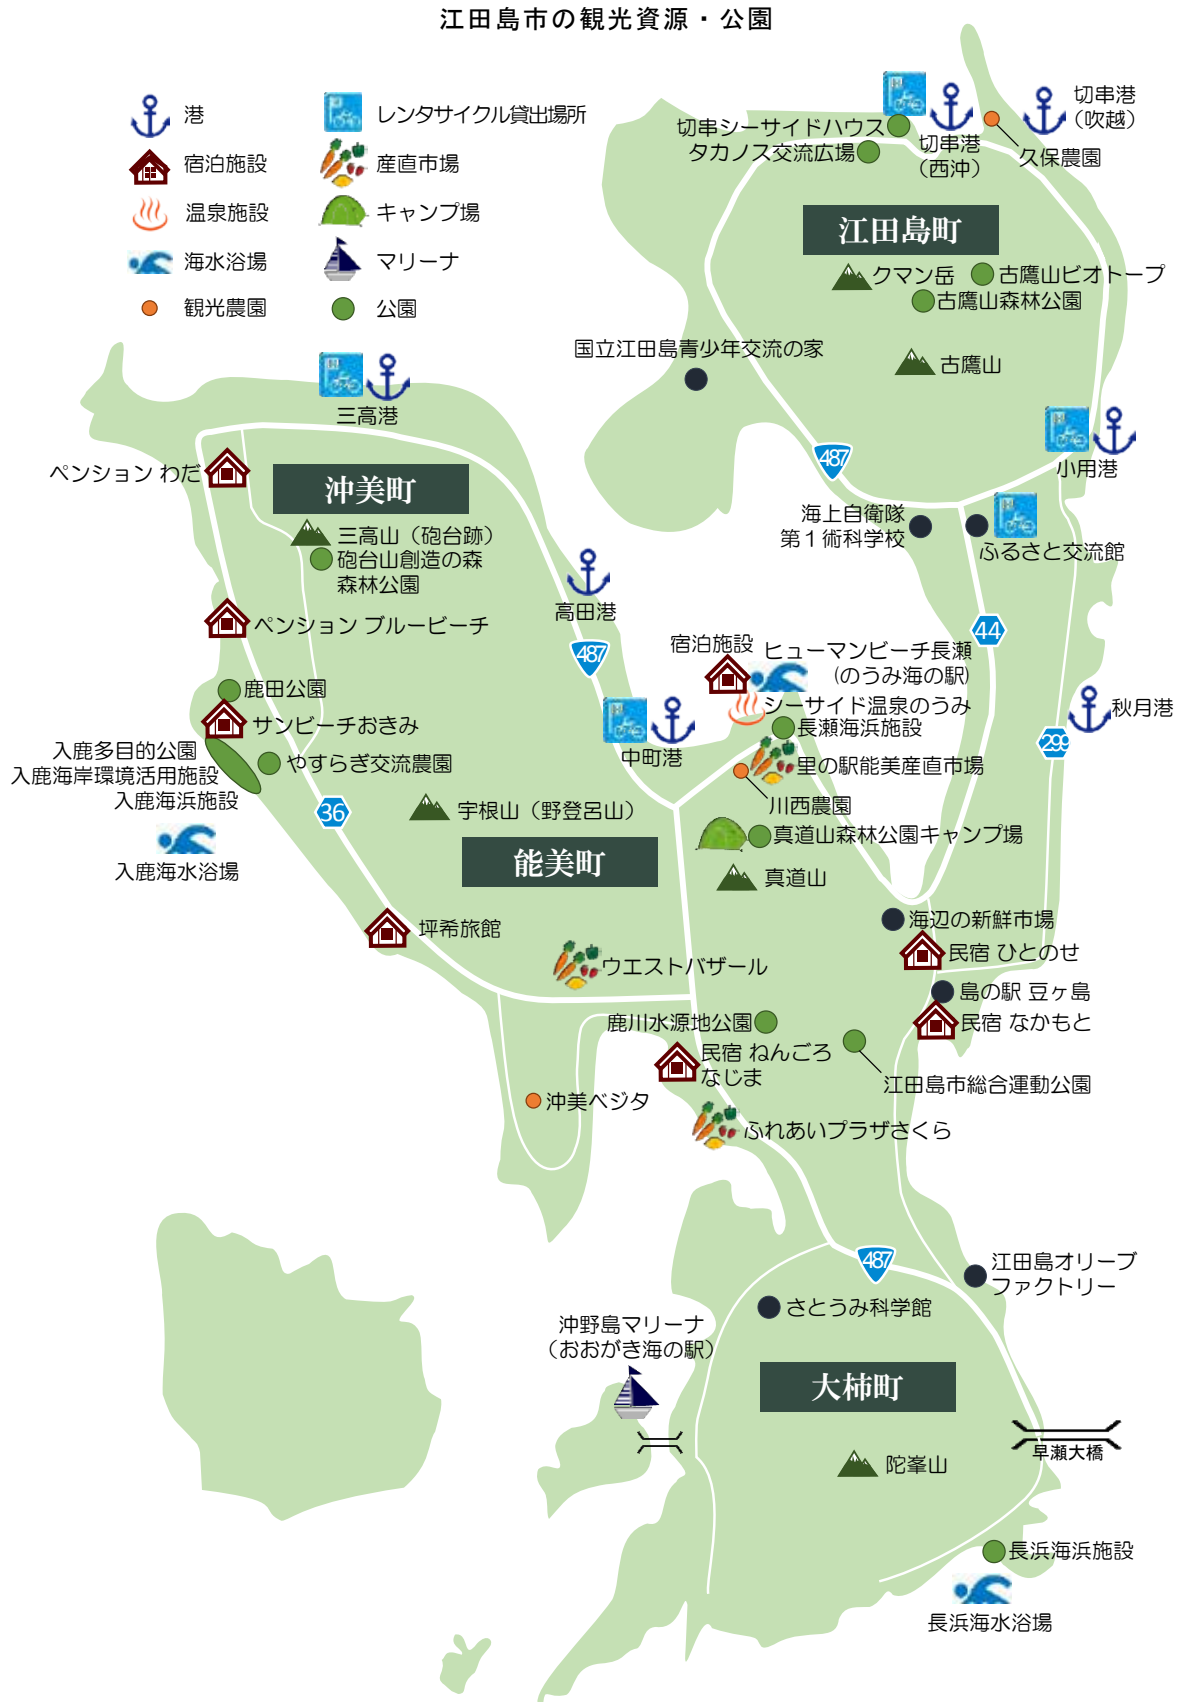 江田島市の観光資源・公園
港
レンタサイクル貸出場所
宿泊施設
産直市場
温泉施設
キャンプ場
海水浴場
マリーナ
観光農園
公園
切串港
（吹越）
切串シーサイドハウス
タカノス交流広場
切串港
（西沖）
久保農園
江田島町
クマン岳
古鷹山ビオトープ
古鷹山森林公園
国立江田島青少年交流の家
古鷹山
三高港
487
小用港
ペンション わだ
沖美町
海上自衛隊
第１術科学校
ふるさと交流館
三高山（砲台跡）
砲台山創造の森
森林公園
高田港
ペンション ブルービーチ
487
44
宿泊施設
ヒューマンビーチ長瀬
(のうみ海の駅)
鹿田公園
シーサイド温泉のうみ
秋月港
サンビーチおきみ
長瀬海浜施設
299
入鹿多目的公園
入鹿海岸環境活用施設
入鹿海浜施設
やすらぎ交流農園
中町港
里の駅能美産直市場
川西農園
36
宇根山（野登呂山）
真道山森林公園キャンプ場
入鹿海水浴場
能美町
真道山
坪希旅館
海辺の新鮮市場
民宿 ひとのせ
ウエストバザール
島の駅 豆ヶ島
鹿川水源地公園
民宿 なかもと
民宿 ねんごろ
なじま
江田島市総合運動公園
沖美ベジタ
ふれあいプラザさくら
487
江田島オリーブ
ファクトリー
さとうみ科学館
沖野島マリーナ
（おおがき海の駅）
大柿町
早瀬大橋
陀峯山
長浜海浜施設
長浜海水浴場